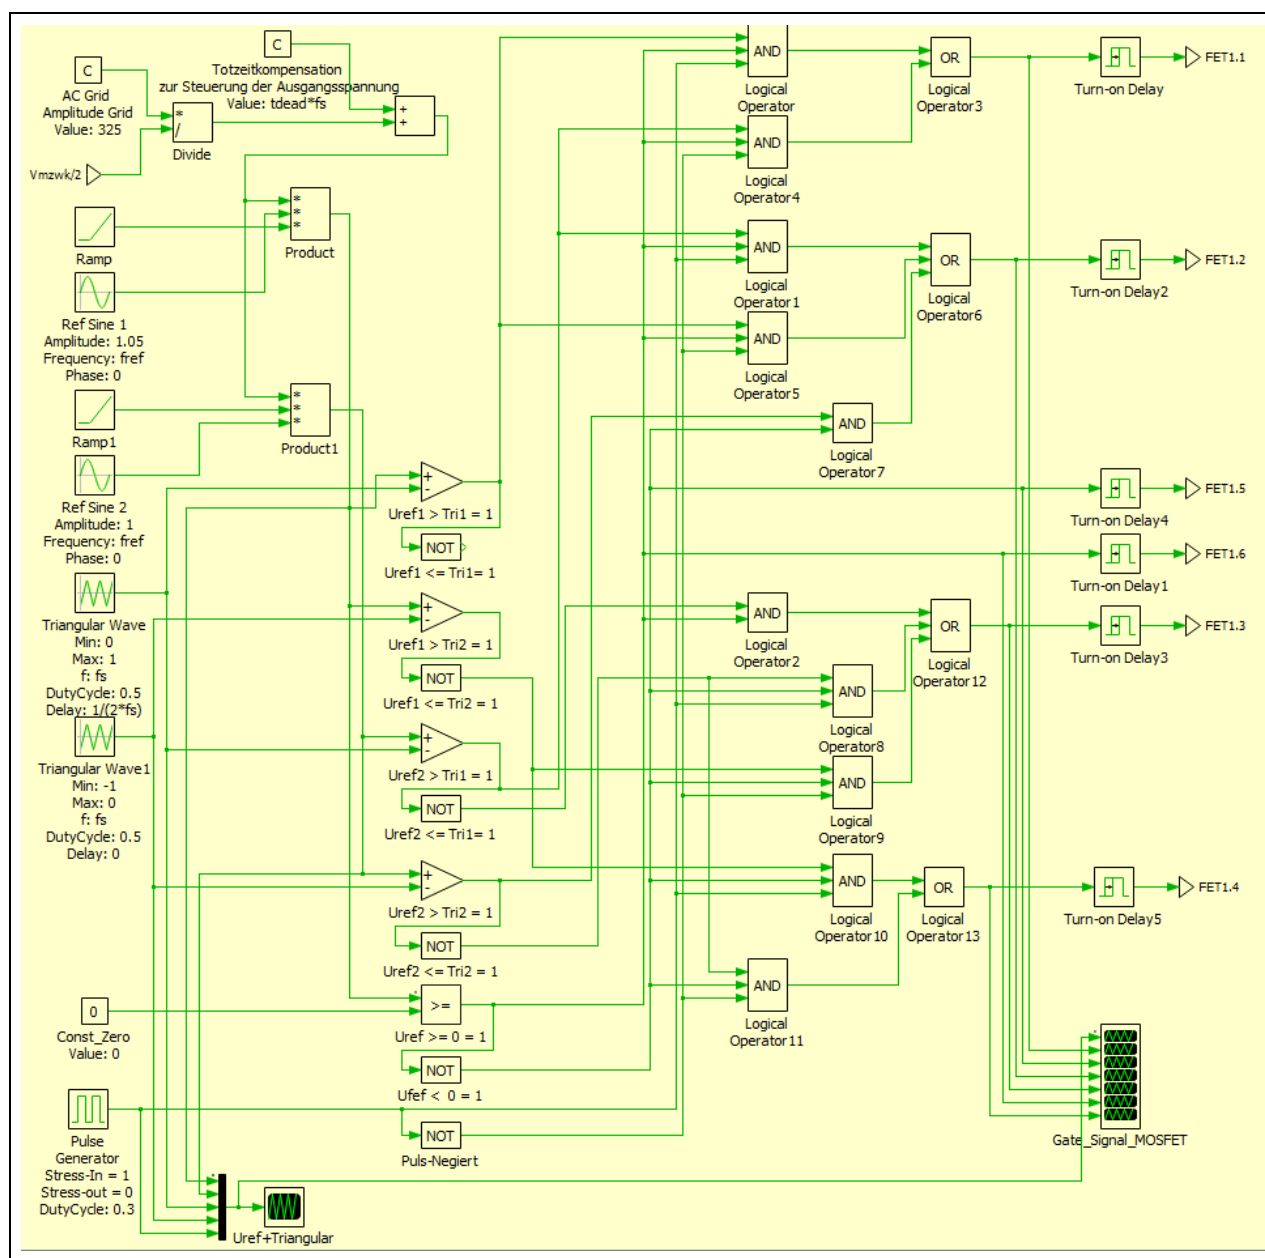 C
Totzeitkompensation
zur Steuerung der Ausgangsspannung
Value: tdead*fs
C
AC Grid
Amplitude Grid
Value: 325
*
/
Divide
+
+
Vmzwk/2
*
*
*
Product
Ramp
Ref Sine 1
Amplitude: 1.05
Frequency: fref
Phase: 0
*
*
*
Product1
Ramp1
Ref Sine 2
Amplitude: 1
Frequency: fref
Phase: 0
Triangular Wave
Min: 0
Max: 1
f: fs
DutyCycle: 0.5
Delay: 1/(2*fs)
Triangular Wave1
Min: -1
Max: 0
f: fs
DutyCycle: 0.5
Delay: 0
0
Const_Zero
Value: 0
Pulse
Generator
Stress-In = 1
Stress-out = 0
DutyCycle: 0.3
+
-
Uref1 > Tri1 = 1
NOT
Uref1 <= Tri1= 1
+
-
Uref1 > Tri2 = 1
NOT
Uref1 <= Tri2 = 1
+
-
Uref2 > Tri1 = 1
NOT
Uref2 <= Tri1= 1
+
-
Uref2 > Tri2 = 1
NOT
Uref2 <= Tri2 = 1
>=
Uref >= 0 = 1
NOT
Ufef < 0 = 1
NOT
Puls-Negiert
Uref+Triangular
AND
Logical
Operator
OR
Logical
Operator3
Turn-on Delay
FET1.1
AND
Logical
Operator4
AND
Logical
Operator1
OR
Logical
Operator6
Turn-on Delay2
FET1.2
AND
Logical
Operator5
AND
Logical
Operator7
Turn-on Delay4
FET1.5
Turn-on Delay1
FET1.6
AND
Logical
Operator2
OR
Logical
Operator12
Turn-on Delay3
FET1.3
AND
Logical
Operator8
AND
Logical
Operator9
AND
Logical
Operator10
OR
Logical
Operator13
Turn-on Delay5
FET1.4
AND
Logical
Operator11
Gate_Signal_MOSFET